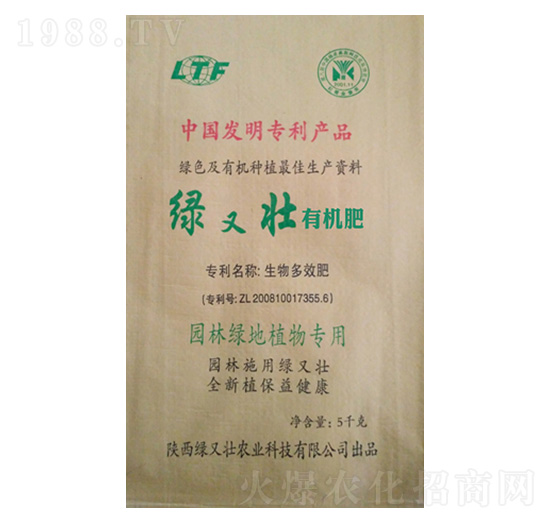 1988.TV
LTF
中国发明专利产品
绿色及有机种植最佳生产资料
绿又壮有机肥
专利名称:生物多效肥
(专利号:ZL200810017355.6)
园林绿地植物专用
园林施用绿又壮
全新植保益健康
净含量:5千克
陕西绿又壮农业科技有限公司出品
火爆农化招商网